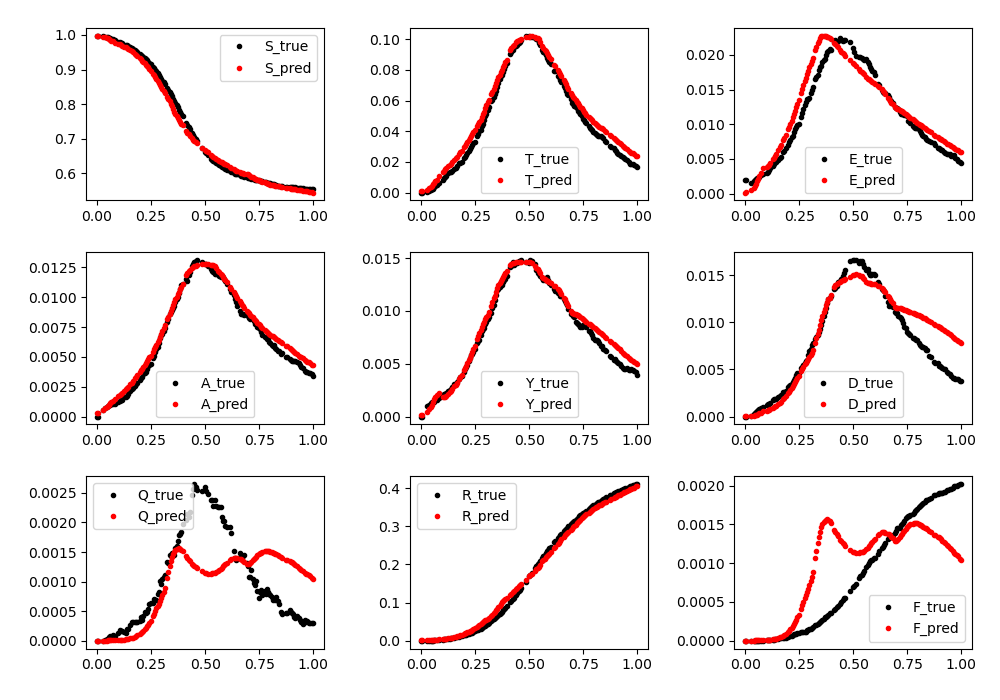 1.0
0.9
0.8
0.7
0.6
S_true
S_pred
0.00 0.25 0.50 0.75 1.00
0.10
0.08
0.06
0.04
0.02
0.00
T_true
T_pred
0.00 0.25 0.50 0.75 1.00
0.020
0.015
0.010
0.005
0.000
E_true
E_pred
0.00 0.25 0.50 0.75 1.00
0.0125
0.0100
0.0075
0.0050
0.0025
0.0000
A_true
A_pred
0.00 0.25 0.50 0.75 1.00
0.015
0.010
0.005
0.000
Y_true
Y_pred
0.00 0.25 0.50 0.75 1.00
0.015
0.010
0.005
0.000
D_true
D_pred
0.00 0.25 0.50 0.75 1.00
0.0025
0.0020
0.0015
0.0010
0.0005
0.0000
Q_true
Q_pred
0.00 0.25 0.50 0.75 1.00
0.4
0.3
0.2
0.1
0.0
R_true
R_pred
0.00 0.25 0.50 0.75 1.00
0.0020
0.0015
0.0010
0.0005
0.0000
F_true
F_pred
0.00 0.25 0.50 0.75 1.00